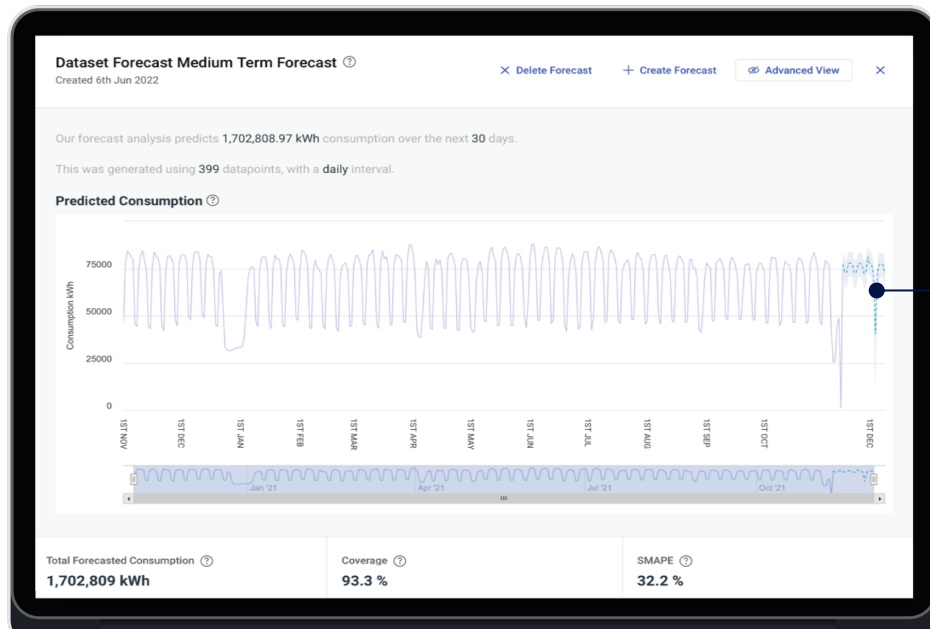 Dataset Forecast Medium Term Forecast ?
Created 6th Jun 2022
× Delete Forecast
+ Create Forecast
Advanced View
×
Our forecast analysis predicts 1,702,808.97 kWh consumption over the next 30 days.
This was generated using 399 datapoints, with a daily interval.
Predicted Consumption ?
Consumption kWh
75000
50000
25000
0
1ST NOV
1ST DEC
1ST JAN
1ST FEB
1ST MAR
1ST APR
1ST MAY
1ST JUN
1ST JUL
1ST AUG
1ST SEP
1ST OCT
1ST DEC
Jan '21
Apr '21
Jul '21
Oct '21
Total Forecasted Consumption ?
1,702,809 kWh
Coverage ?
93.3 %
SMAPE ?
32.2 %